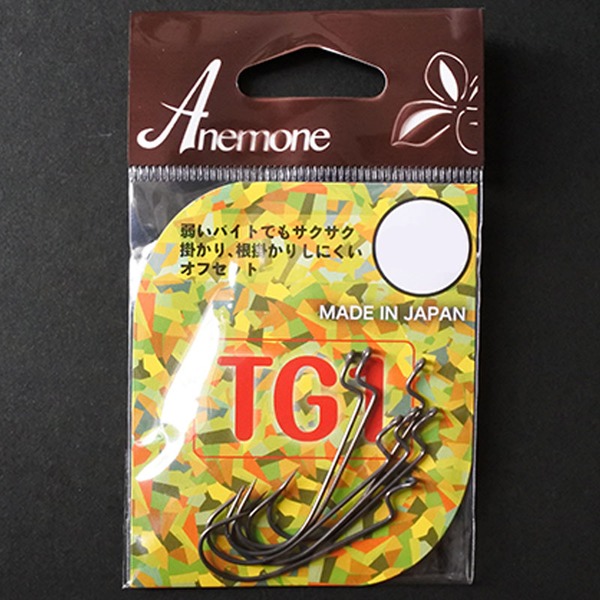 Anemone
弱いバイトでもサクサク
掛かり、根掛かりしにくい
オフセット
MADE IN JAPAN
TG1